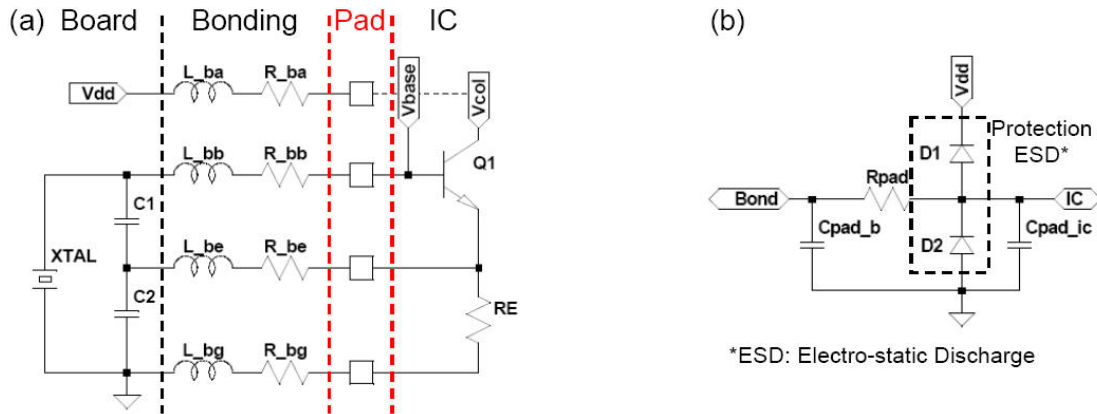 (a) Board Bonding Pad IC
L_ba R_ba
Vdd
Vbase
Vcol
L_bb R_bb
Q1
C1
XTAL
L_be R_be
C2
RE
L_bg R_bg
(b)
Vdd
Protection
ESD*
D1
Rpad
Bond
IC
Cpad_b
D2
Cpad_ic
*ESD: Electro-static Discharge